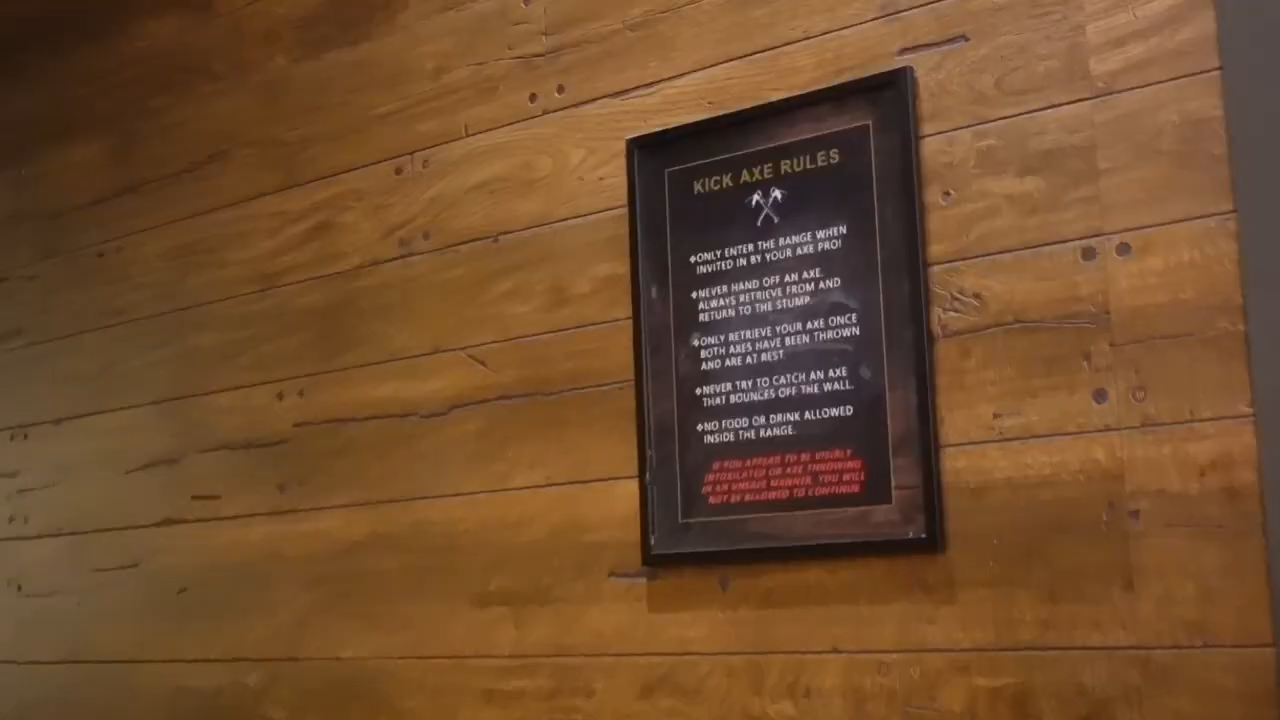 KICK AXE RULES
❖ONLY ENTER THE RANGE WHEN
INVITED IN BY YOUR AXE PRO!
❖NEVER HAND OFF AN AXE.
ALWAYS RETRIEVE FROM AND
RETURN TO THE STUMP.
❖ONLY RETRIEVE YOUR AXE ONCE
BOTH AXES HAVE BEEN THROWN
AND ARE AT REST.
❖NEVER TRY TO CATCH AN AXE
THAT BOUNCES OFF THE WALL.
❖NO FOOD OR DRINK ALLOWED
INSIDE THE RANGE.
IF YOU APPEAR TO BE VISIBLY
INTOXICATED OR ARE THROWING
IN AN UNSAFE MANNER, YOU WILL
NOT BE ALLOWED TO CONTINUE